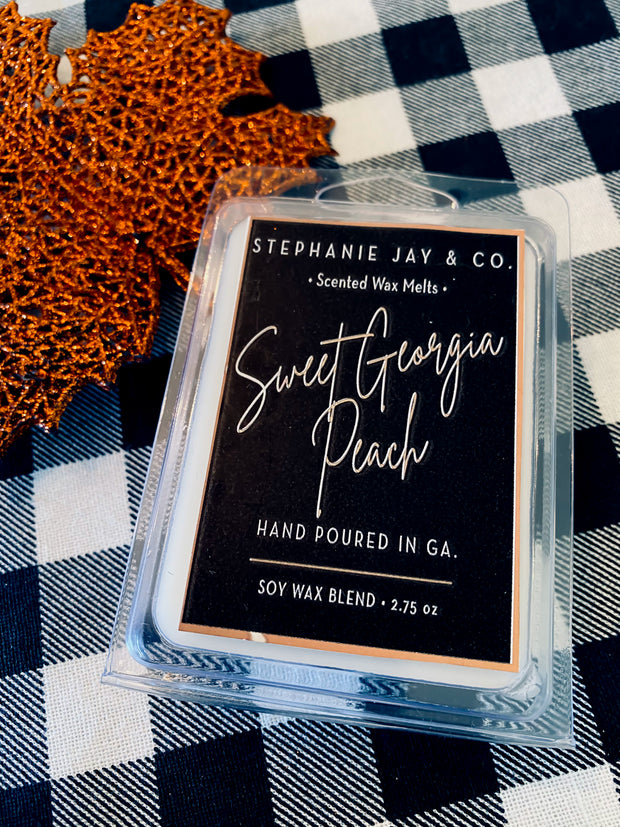 STEPHANIE JAY & CO.
• Scented Wax Melts •
Sweet Georgia
Peach
HAND POURED IN GA.
SOY WAX BLEND • 2.75 oz